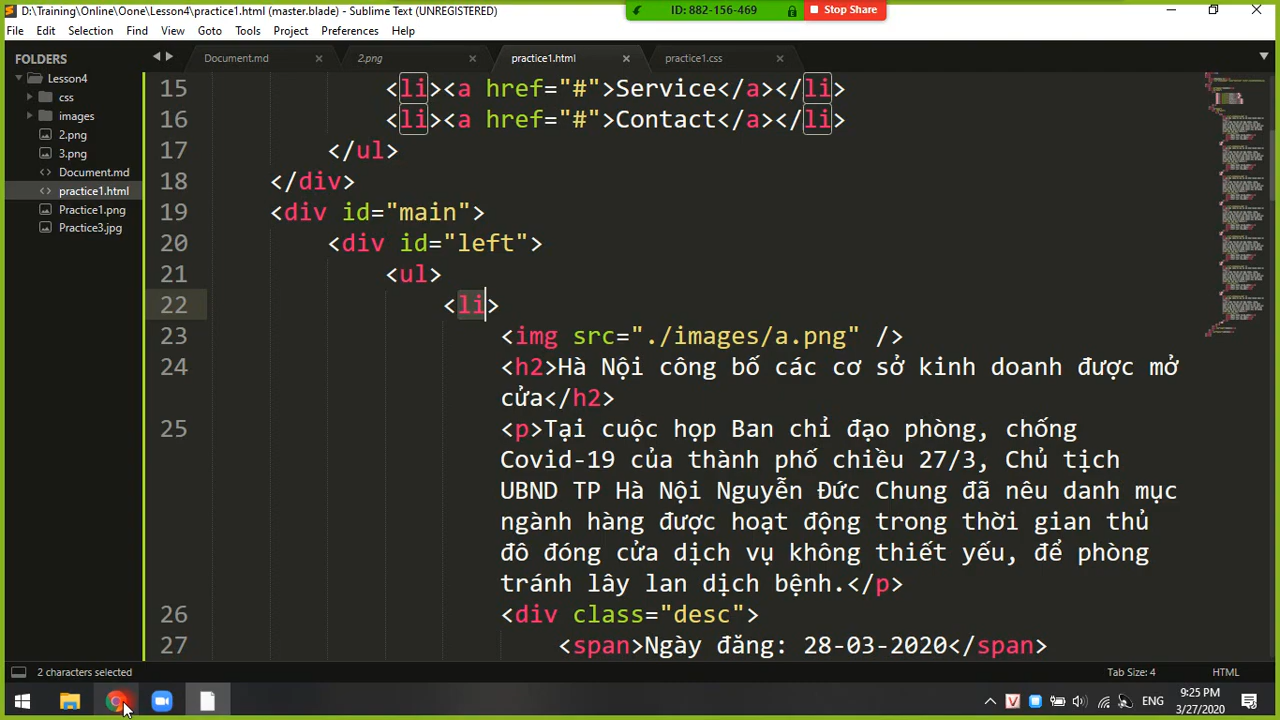 D:\Training\Online\Oone\Lesson4\practice1.html (master.blade) - Sublime Text (UNREGISTERED)
ID: 882-156-469
Stop Share
File Edit Selection Find View Goto Tools Project Preferences Help
FOLDERS
Lesson4
css
images
2.png
3.png
Document.md
practice1.html
Practice1.png
Practice3.jpg
Document.md
2.png
practice1.html
practice1.css
15 <li><a href="#">Service</a></li>
16 <li><a href="#">Contact</a></li>
17 </ul>
18 </div>
19 <div id="main">
20 <div id="left">
21 <ul>
22 <li>
23 <img src="./images/a.png" />
24 <h2>Hà Nội công bố các cơ sở kinh doanh được mở
cửa</h2>
25 <p>Tại cuộc họp Ban chỉ đạo phòng, chống
Covid-19 của thành phố chiều 27/3, Chủ tịch
UBND TP Hà Nội Nguyễn Đức Chung đã nêu danh mục
ngành hàng được hoạt động trong thời gian thủ
đô đóng cửa dịch vụ không thiết yếu, để phòng
tránh lây lan dịch bệnh.</p>
26 <div class="desc">
27 <span>Ngày đăng: 28-03-2020</span>
2 characters selected
Tab Size: 4
HTML
V
ENG
9:25 PM
3/27/2020